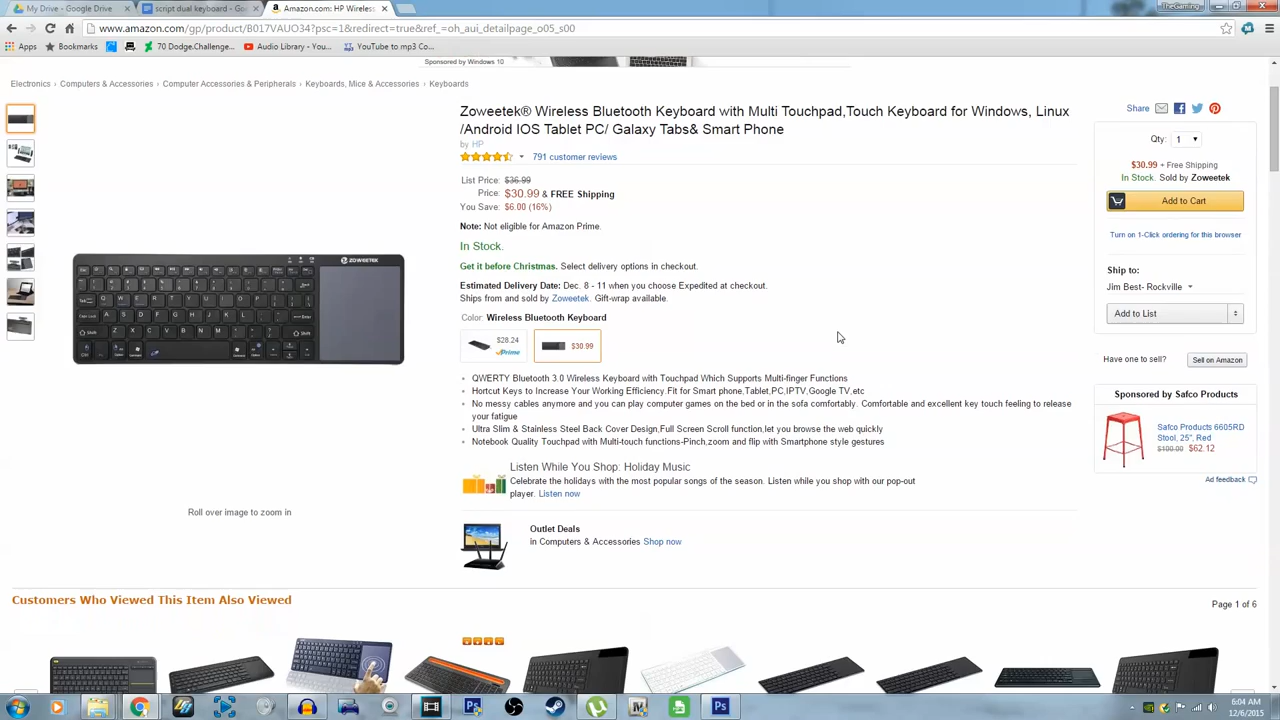 My Drive - Google Drive
script dual keyboard - Go
Amazon.com: HP Wireless
TheGaming
www.amazon.com/gp/product/B017VAUO34?psc=1&redirect=true&ref_=oh_aui_detailpage_o05_s00
Apps Bookmarks 70 Dodge.Challenge... Audio Library - You... YouTube to mp3 Co...
Sponsored by Windows 10
Electronics › Computers & Accessories › Computer Accessories & Peripherals › Keyboards, Mice & Accessories › Keyboards
Zoweetek® Wireless Bluetooth Keyboard with Multi Touchpad,Touch Keyboard for Windows, Linux
/Android IOS Tablet PC/ Galaxy Tabs& Smart Phone
by HP
791 customer reviews
List Price: $36.99
Price: $30.99 & FREE Shipping
You Save: $6.00 (16%)
Note: Not eligible for Amazon Prime.
In Stock.
Get it before Christmas. Select delivery options in checkout.
Estimated Delivery Date: Dec. 8 - 11 when you choose Expedited at checkout.
Ships from and sold by Zoweetek. Gift-wrap available.
Color: Wireless Bluetooth Keyboard
$28.24
Prime
$30.99
• QWERTY Bluetooth 3.0 Wireless Keyboard with Touchpad Which Supports Multi-finger Functions
• Hortcut Keys to Increase Your Working Efficiency.Fit for Smart phone,Tablet,PC,IPTV,Google TV,etc
• No messy cables anymore and you can play computer games on the bed or in the sofa comfortably. Comfortable and excellent key touch feeling to release
your fatigue
• Ultra Slim & Stainless Steel Back Cover Design,Full Screen Scroll function,let you browse the web quickly
• Notebook Quality Touchpad with Multi-touch functions-Pinch,zoom and flip with Smartphone style gestures
Listen While You Shop: Holiday Music
Celebrate the holidays with the most popular songs of the season. Listen while you shop with our pop-out
player. Listen now
Outlet Deals
in Computers & Accessories Shop now
ZOWEETEK
Roll over image to zoom in
Share
Qty: 1
$30.99 + Free Shipping
In Stock. Sold by Zoweetek
Add to Cart
Turn on 1-Click ordering for this browser
Ship to:
Jim Best- Rockville
Add to List
Have one to sell? Sell on Amazon
Sponsored by Safco Products
Safco Products 6605RD
Stool, 25", Red
$100.00 $62.12
Ad feedback
Customers Who Viewed This Item Also Viewed
Page 1 of 6
6:04 AM
12/6/2015